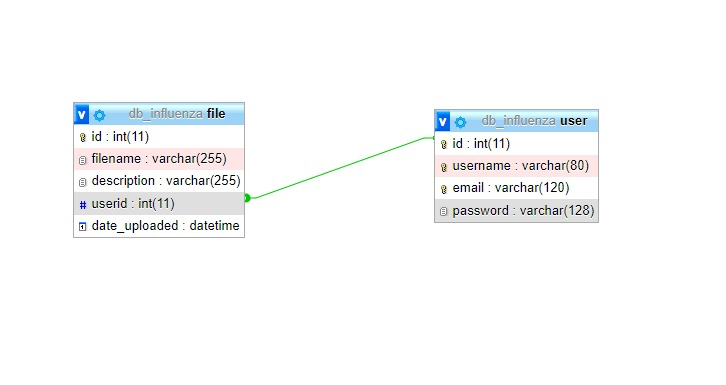 v db_influenza file
id : int(11)
filename : varchar(255)
description : varchar(255)
# userid : int(11)
date_uploaded : datetime
v db_influenza user
id : int(11)
username : varchar(80)
email : varchar(120)
password : varchar(128)